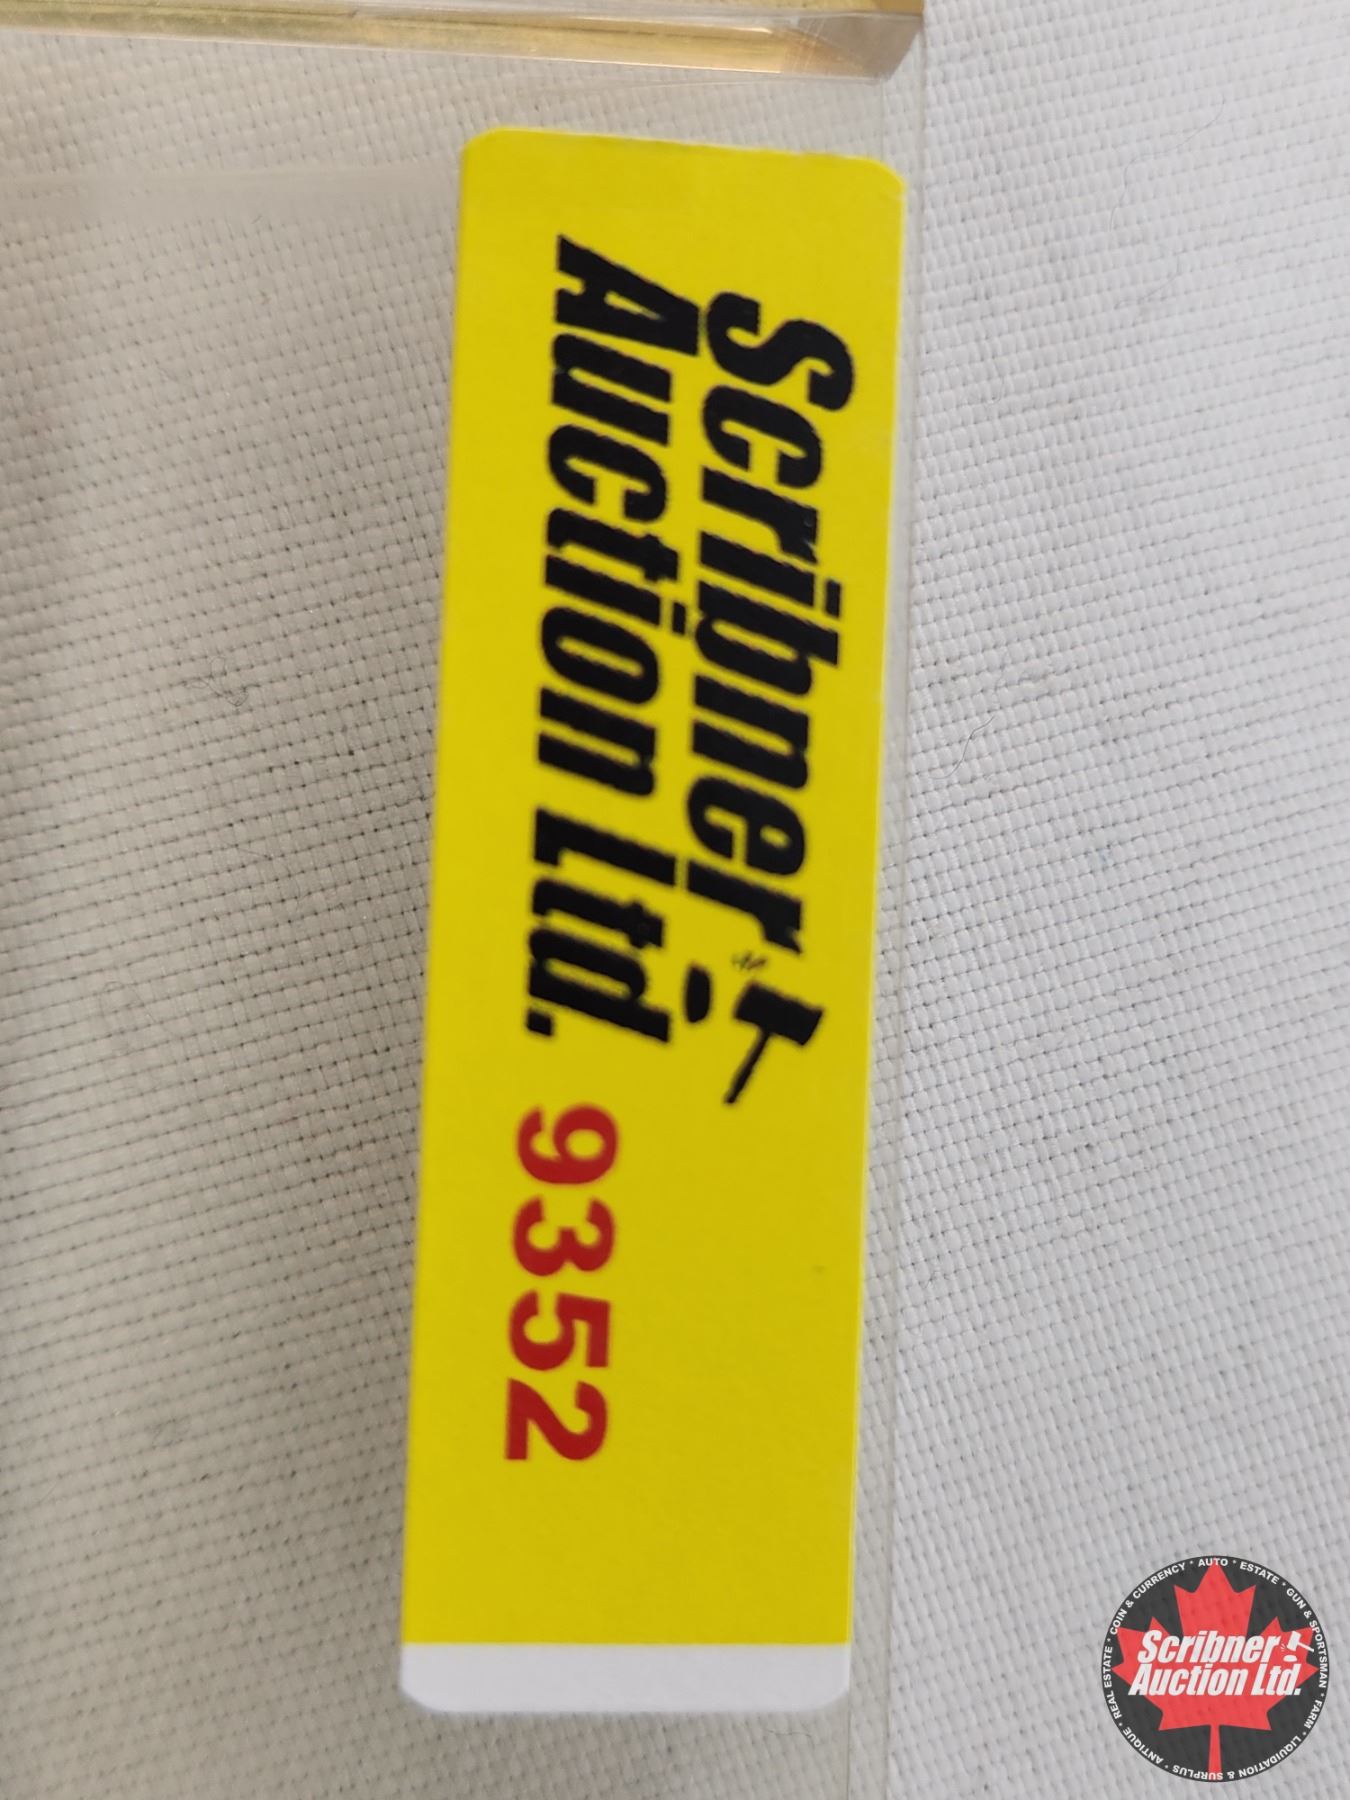 Scribner
Auction Ltd.
9352
COIN & CURRENCY * AUTO * ESTATE * GUN & SPORTSMAN * FARM * LIQUIDATION & SURPLUS * ANTIQUE * REAL ESTATE *
Scribner
Auction Ltd.